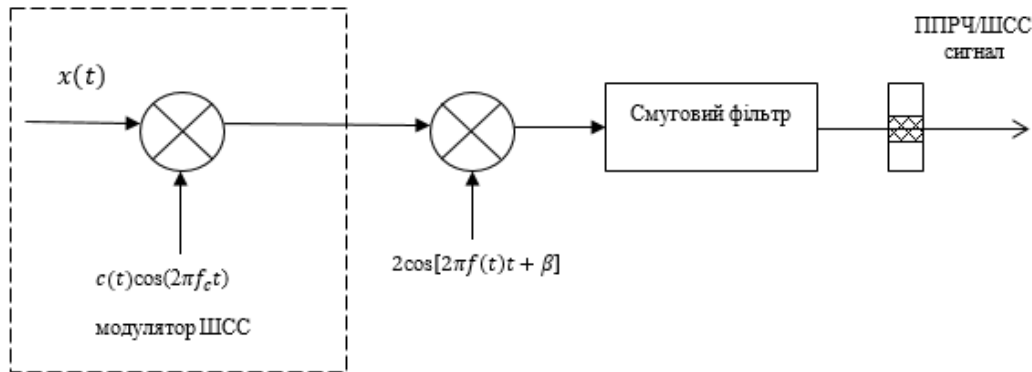 ППРЧ/ШСС
сигнал
x(t)
Смуговий фільтр
c(t)cos(2πf_c t)
2cos[2πf(t)t + β]
модулятор ШСС